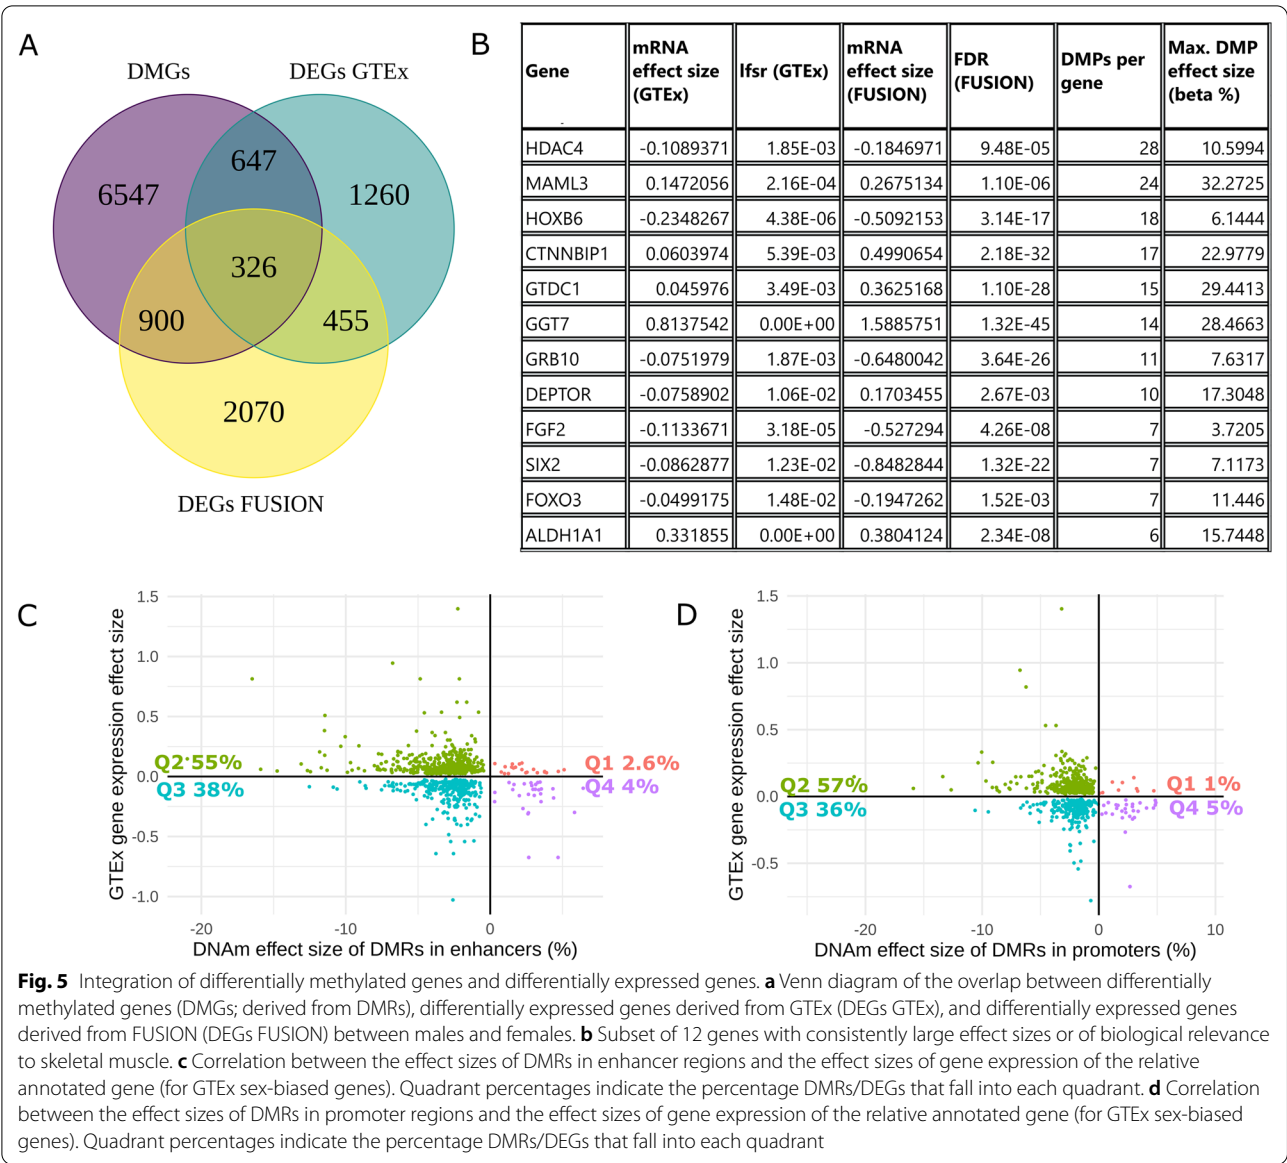 A
DMGs
DEGs GTEx
647
6547
1260
326
900
455
2070
DEGs FUSION
B
Gene mRNA effect size (GTEx) lfsr (GTEx) mRNA effect size (FUSION) FDR (FUSION) DMPs per gene Max. DMP effect size (beta %)
HDAC4 -0.1089371 1.85E-03 -0.1846971 9.48E-05 28 10.5994
MAML3 0.1472056 2.16E-04 0.2675134 1.10E-06 24 32.2725
HOXB6 -0.2348267 4.38E-06 -0.5092153 3.14E-17 18 6.1444
CTNNBIP1 0.0603974 5.39E-03 0.4990654 2.18E-32 17 22.9779
GTDC1 0.045976 3.49E-03 0.3625168 1.10E-28 15 29.4413
GGT7 0.8137542 0.00E+00 1.5885751 1.32E-45 14 28.4663
GRB10 -0.0751979 1.87E-03 -0.6480042 3.64E-26 11 7.6317
DEPTOR -0.0758902 1.06E-02 0.1703455 2.67E-03 10 17.3048
FGF2 -0.1133671 3.18E-05 -0.527294 4.26E-08 7 3.7205
SIX2 -0.0862877 1.23E-02 -0.8482844 1.32E-22 7 7.1173
FOXO3 -0.0499175 1.48E-02 -0.1947262 1.52E-03 7 11.446
ALDH1A1 0.331855 0.00E+00 0.3804124 2.34E-08 6 15.7448
C
GTEx gene expression effect size
1.5
1.0
0.5
0.0
-0.5
-1.0
Q2 55%
Q1 2.6%
Q3 38%
Q4 4%
-20 -10 0
DNAm effect size of DMRs in enhancers (%)
D
GTEx gene expression effect size
1.5
1.0
0.5
0.0
-0.5
Q2 57%
Q1 1%
Q3 36%
Q4 5%
-20 -10 0 10
DNAm effect size of DMRs in promoters (%)
Fig. 5 Integration of differentially methylated genes and differentially expressed genes. a Venn diagram of the overlap between differentially
methylated genes (DMGs; derived from DMRs), differentially expressed genes derived from GTEx (DEGs GTEx), and differentially expressed genes
derived from FUSION (DEGs FUSION) between males and females. b Subset of 12 genes with consistently large effect sizes or of biological relevance
to skeletal muscle. c Correlation between the effect sizes of DMRs in enhancer regions and the effect sizes of gene expression of the relative
annotated gene (for GTEx sex-biased genes). Quadrant percentages indicate the percentage DMRs/DEGs that fall into each quadrant. d Correlation
between the effect sizes of DMRs in promoter regions and the effect sizes of gene expression of the relative annotated gene (for GTEx sex-biased
genes). Quadrant percentages indicate the percentage DMRs/DEGs that fall into each quadrant